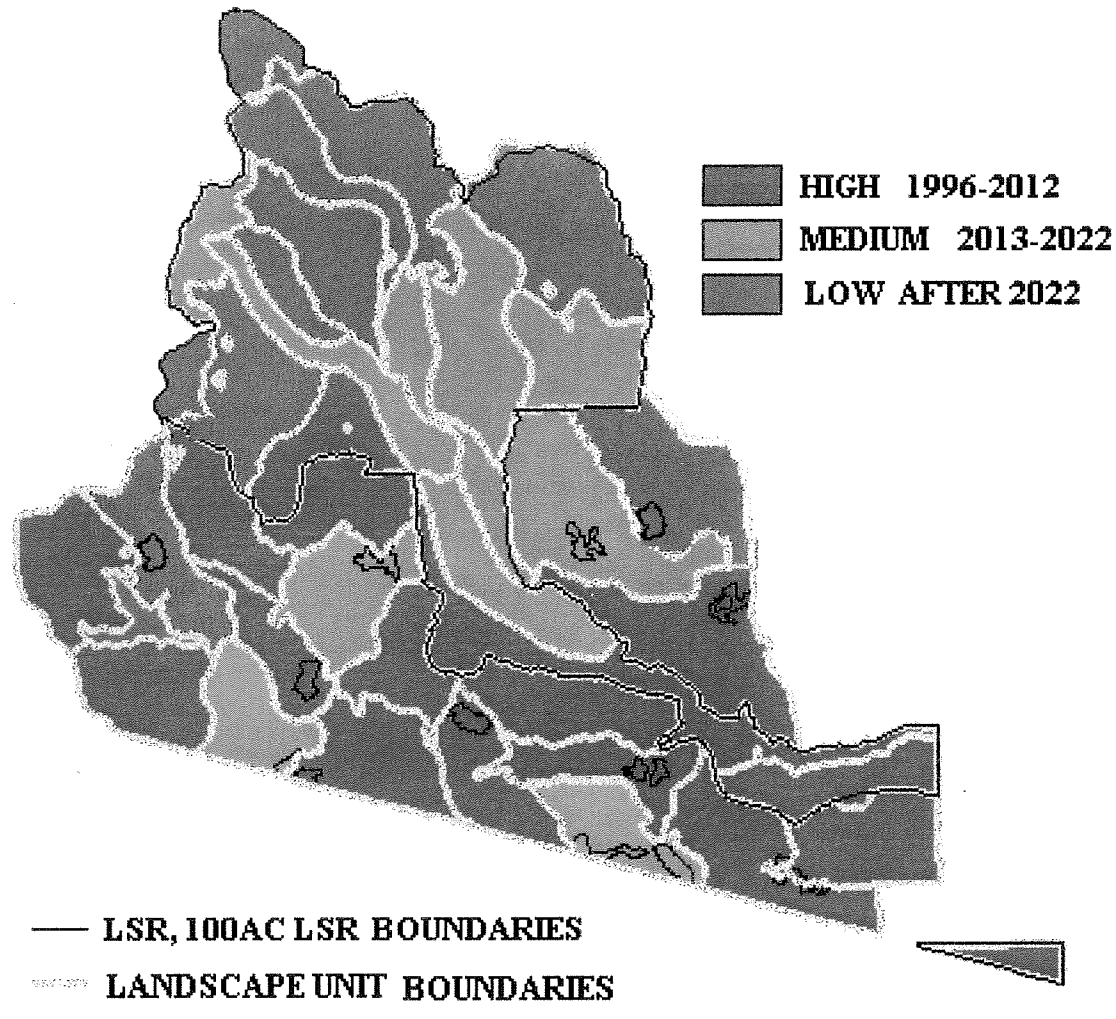 HIGH 1996-2012
MEDIUM 2013-2022
LOW AFTER 2022
LSR, 100AC LSR BOUNDARIES
LANDSCAPE UNIT BOUNDARIES